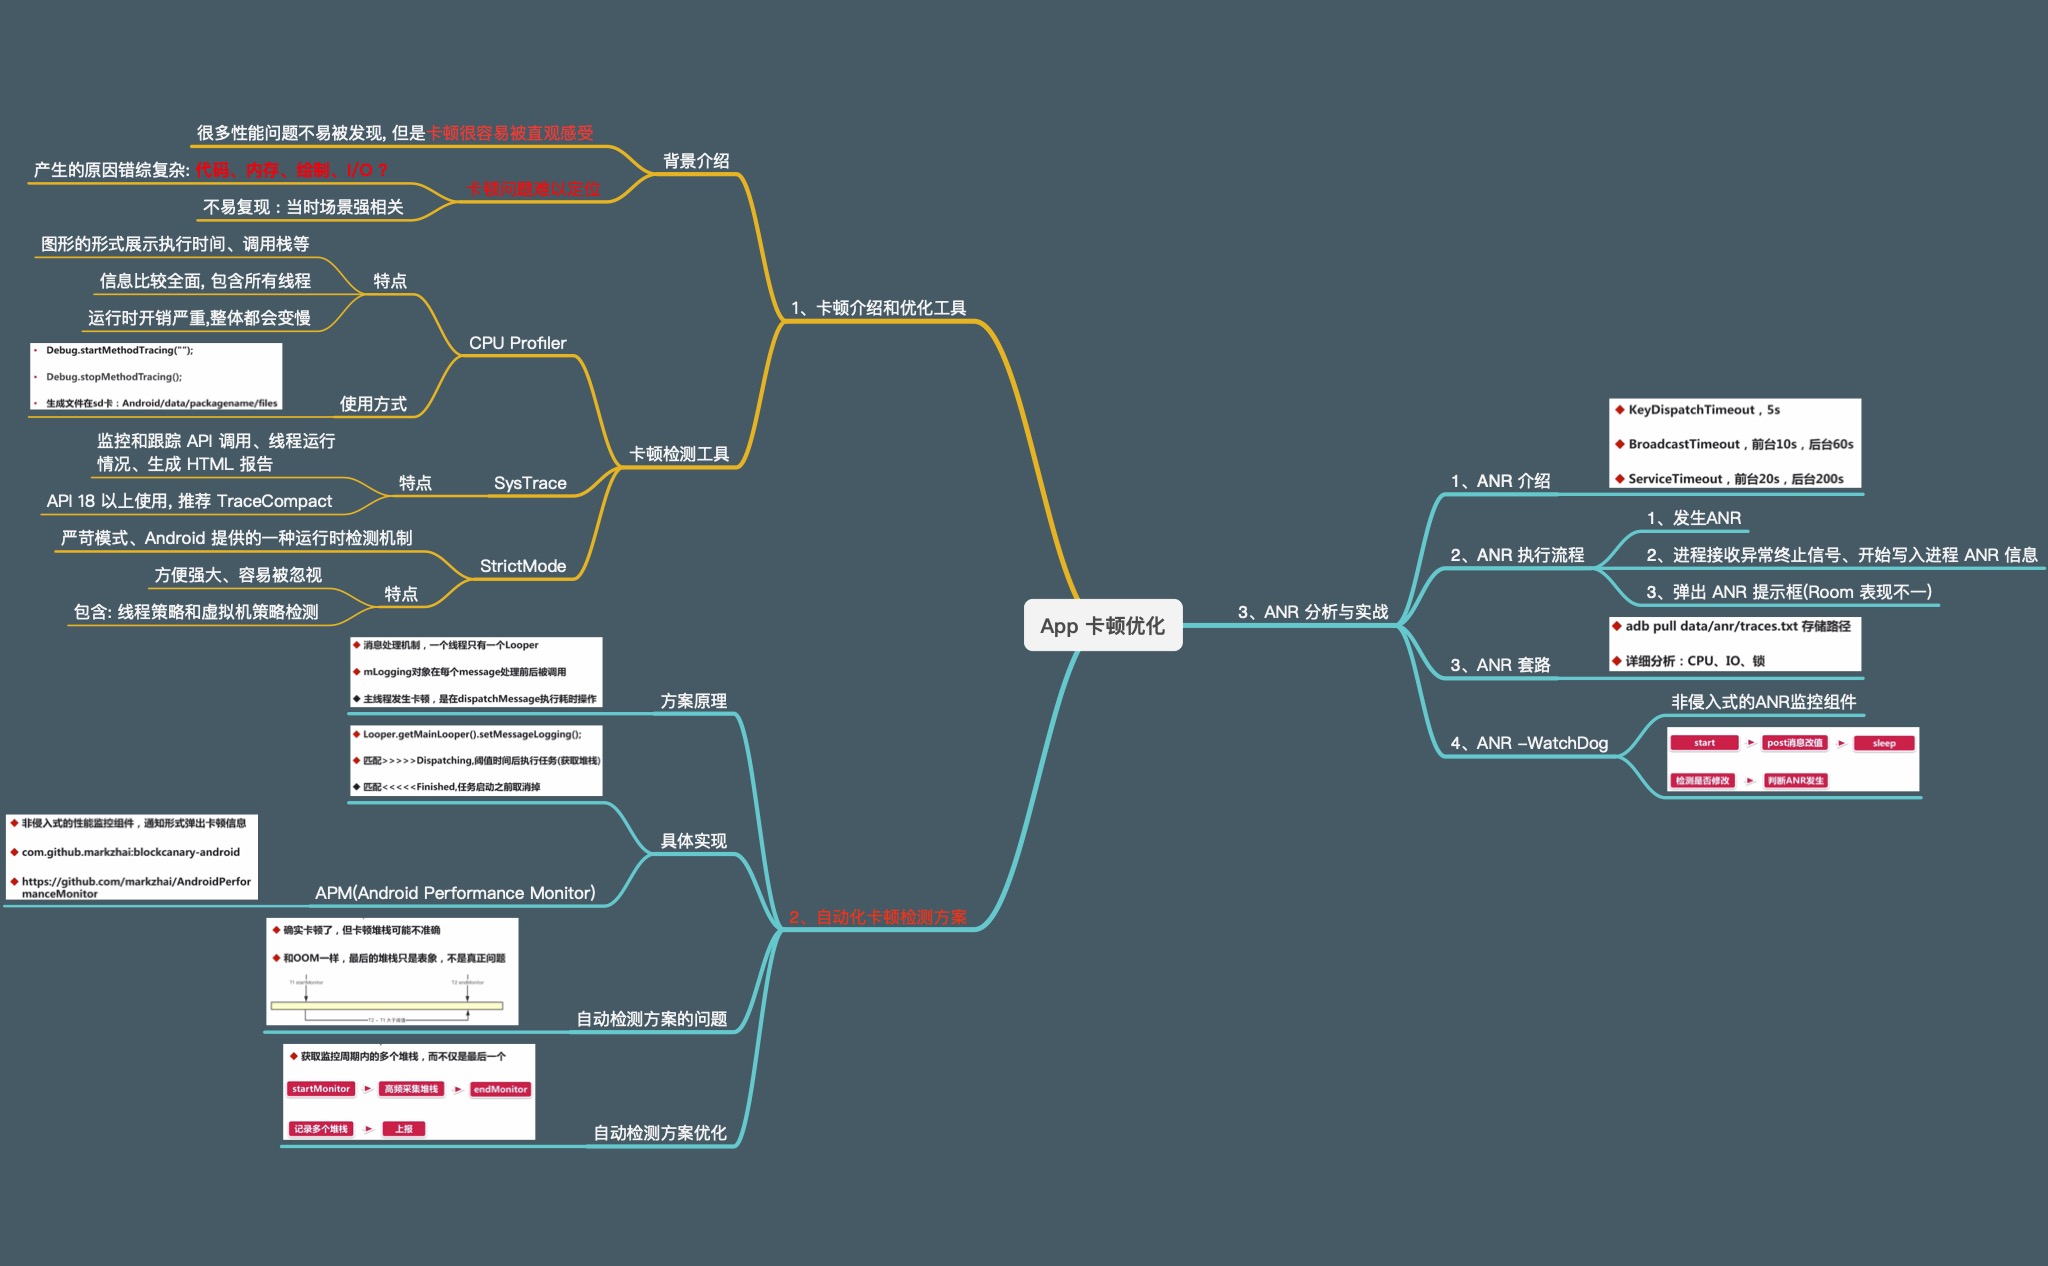 App 卡顿优化
1、卡顿介绍和优化工具
背景介绍
很多性能问题不易被发现, 但是卡顿很容易被直观感受
卡顿问题难以定位
产生的原因错综复杂: 代码、内存、绘制、I/O ?
不易复现：当时场景强相关
卡顿检测工具
CPU Profiler
特点
图形的形式展示执行时间、调用栈等
信息比较全面, 包含所有线程
运行时开销严重,整体都会变慢
使用方式
Debug.startMethodTracing("");
Debug.stopMethodTracing();
生成文件在sd卡：Android/data/packagename/files
SysTrace
特点
监控和跟踪 API 调用、线程运行
情况、生成 HTML 报告
API 18 以上使用, 推荐 TraceCompact
StrictMode
严苛模式、Android 提供的一种运行时检测机制
特点
方便强大、容易被忽视
包含: 线程策略和虚拟机策略检测
2、自动化卡顿检测方案
方案原理
消息处理机制，一个线程只有一个Looper
mLogging对象在每个message处理前后被调用
主线程发生卡顿，是在dispatchMessage执行耗时操作
具体实现
Looper.getMainLooper().setMessageLogging();
匹配>>>>>Dispatching,阈值时间后执行任务(获取堆栈)
匹配<<<<<Finished,任务启动之前取消掉
APM(Android Performance Monitor)
非侵入式的性能监控组件，通知形式弹出卡顿信息
com.github.markzhai:blockcanary-android
https://github.com/markzhai/AndroidPerfor
manceMonitor
自动检测方案的问题
确实卡顿了，但卡顿堆栈可能不准确
和OOM一样，最后的堆栈只是表象，不是真正问题
T1 startMonitor
T2 endMonitor
T2 - T1 大于阈值
自动检测方案优化
获取监控周期内的多个堆栈，而不仅是最后一个
startMonitor
高频采集堆栈
endMonitor
记录多个堆栈
上报
3、ANR 分析与实战
1、ANR 介绍
KeyDispatchTimeout，5s
BroadcastTimeout，前台10s，后台60s
ServiceTimeout，前台20s，后台200s
2、ANR 执行流程
1、发生ANR
2、进程接收异常终止信号、开始写入进程 ANR 信息
3、弹出 ANR 提示框(Room 表现不一)
3、ANR 套路
adb pull data/anr/traces.txt 存储路径
详细分析：CPU、IO、锁
4、ANR –WatchDog
非侵入式的ANR监控组件
start
post消息改值
sleep
检测是否修改
判断ANR发生